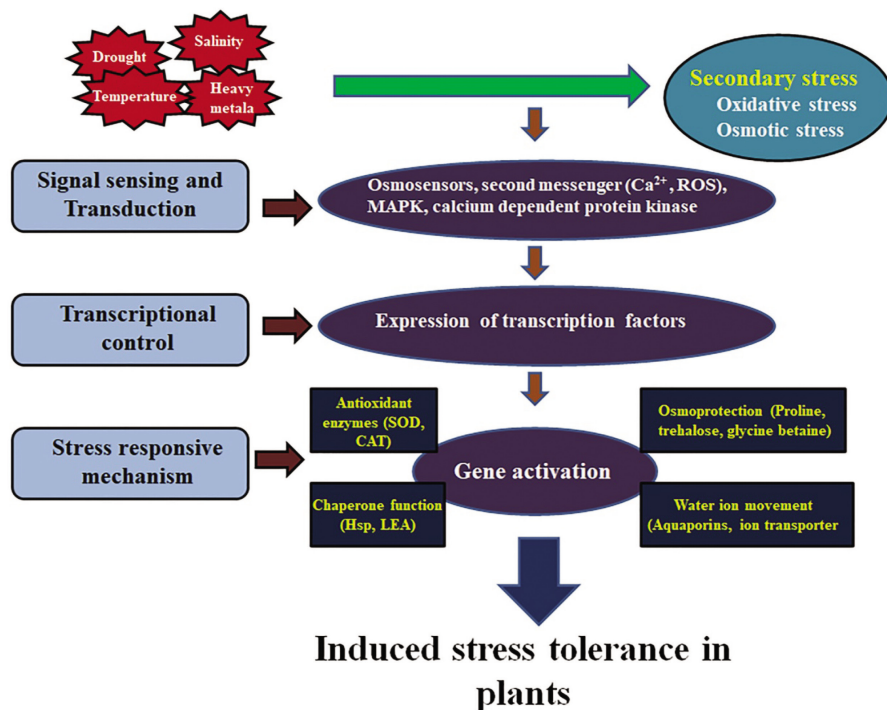 Drought
Salinity
Temperature
Heavy
metala
Secondary stress
Oxidative stress
Osmotic stress
Signal sensing and
Transduction
Osmosensors, second messenger (Ca²⁺, ROS),
MAPK, calcium dependent protein kinase
Transcriptional
control
Expression of transcription factors
Stress responsive
mechanism
Antioxidant
enzymes (SOD,
CAT)
Osmoprotection (Proline,
trehalose, glycine betaine)
Gene activation
Chaperone function
(Hsp, LEA)
Water ion movement
(Aquaporins, ion transporter
Induced stress tolerance in
plants